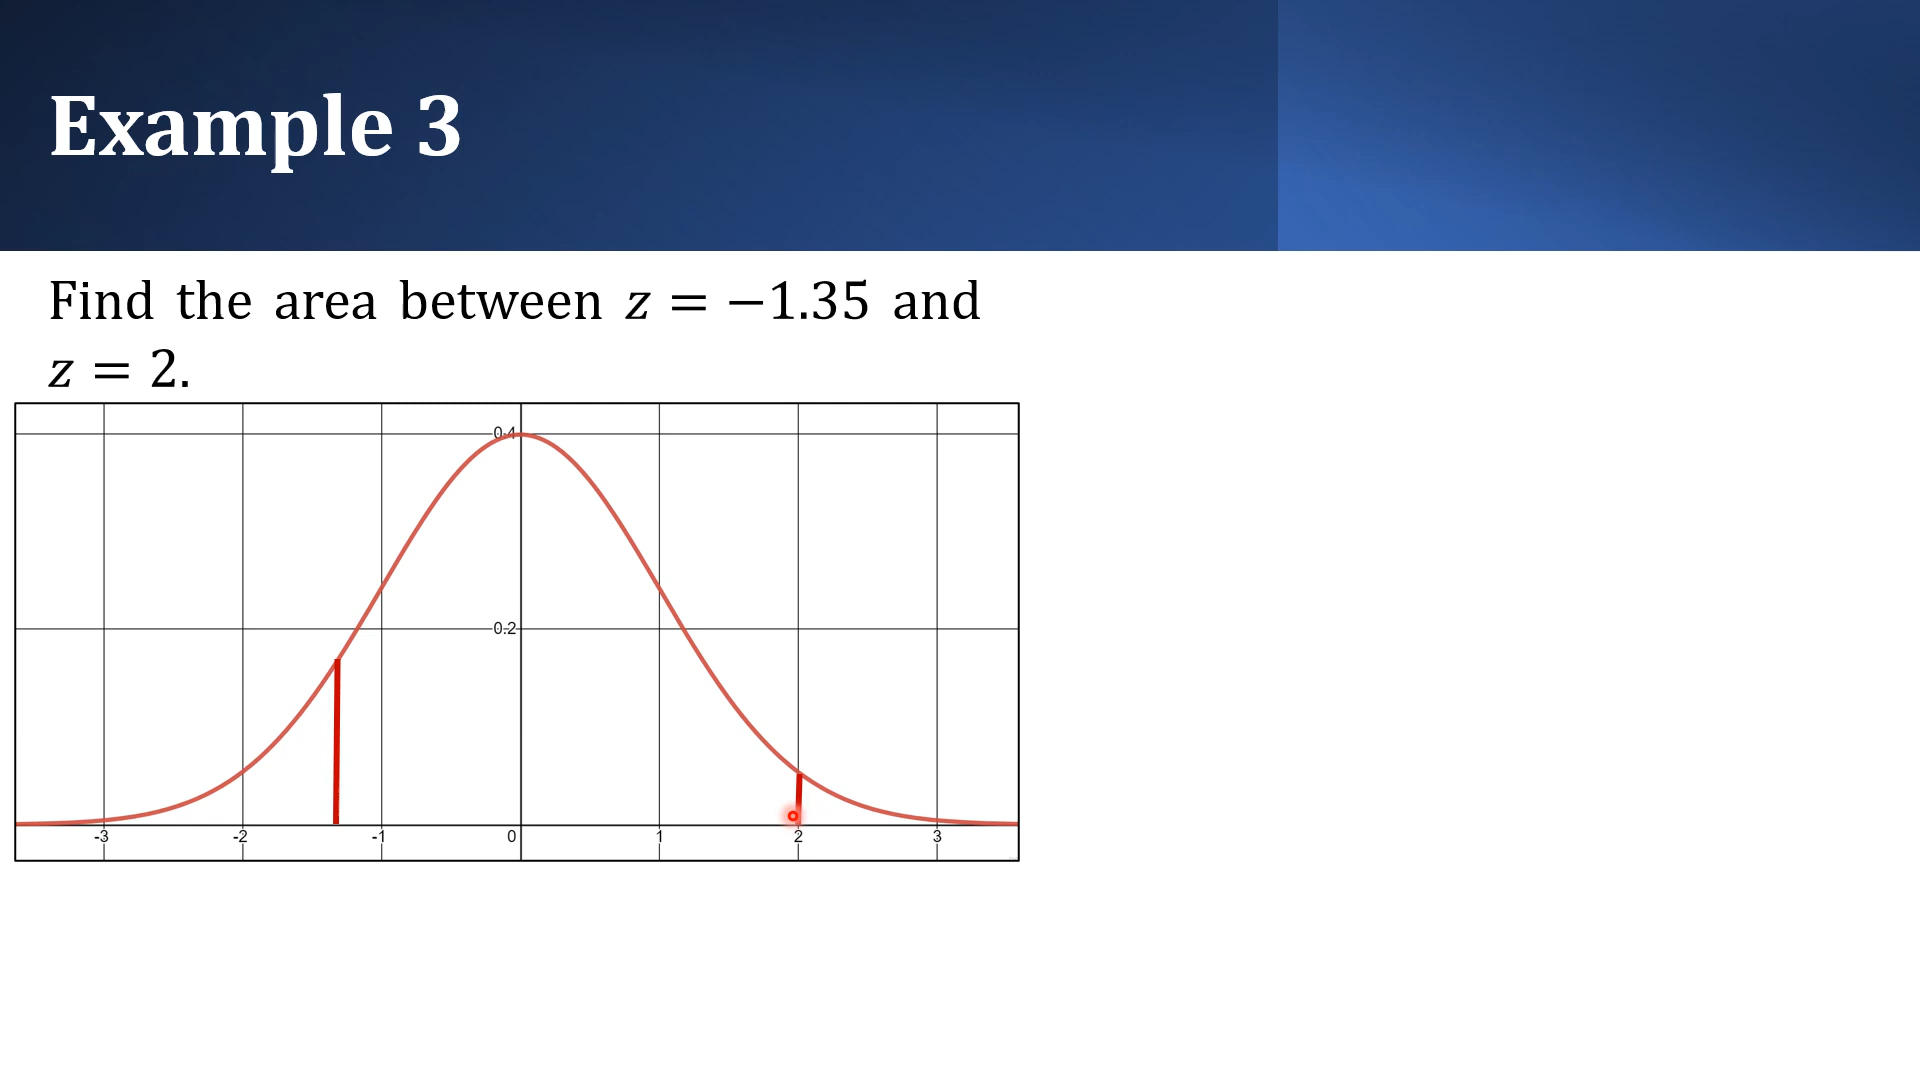 Example 3
Find the area between z = −1.35 and
z = 2.
0.4
0.2
-3 -2 -1 0 1 2 3